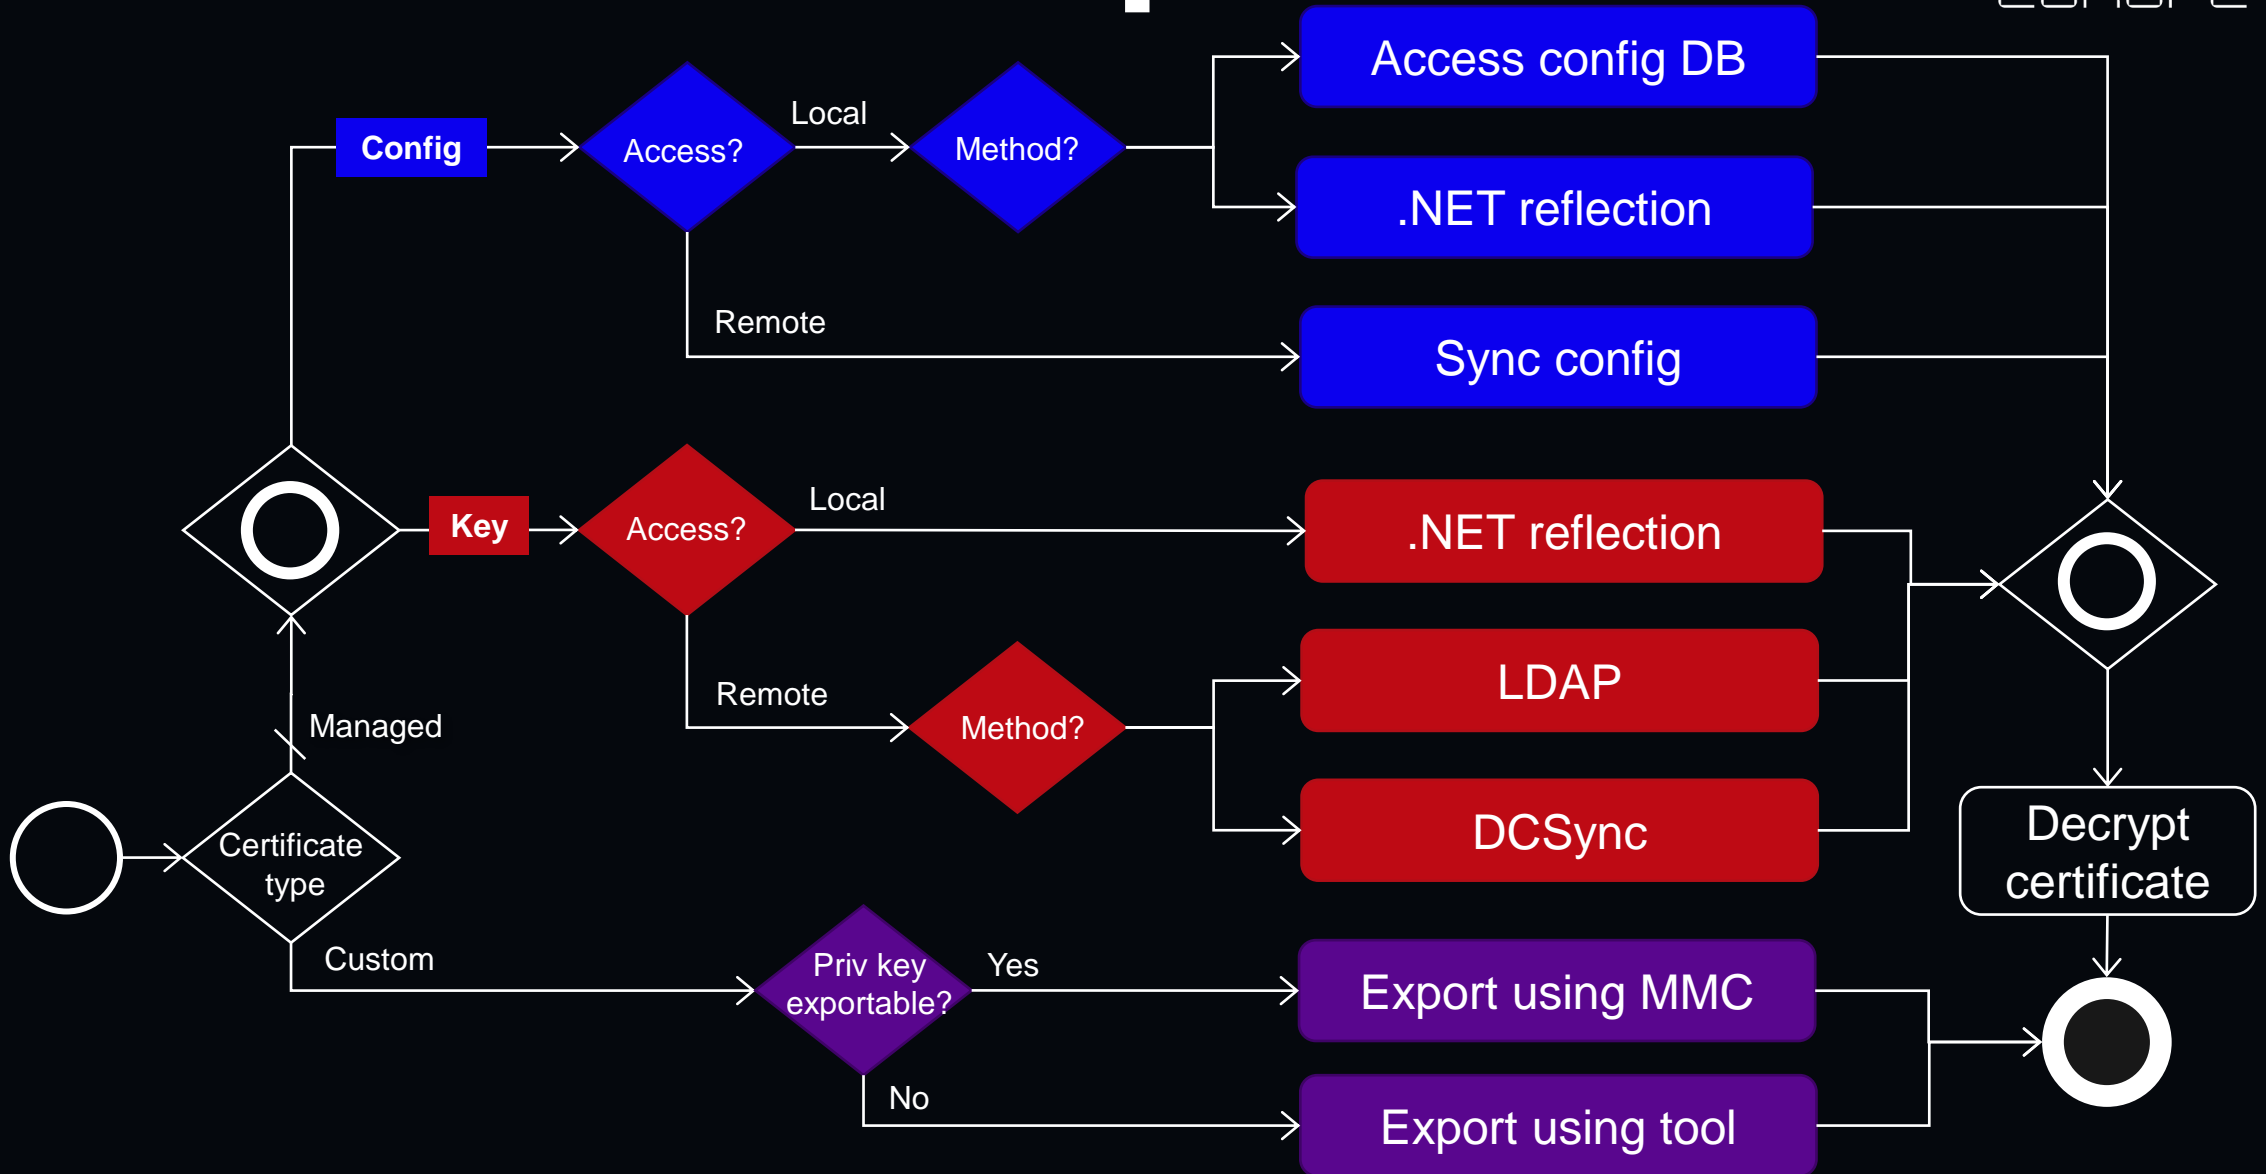 Access config DB
Local
Config
Access?
Method?
.NET reflection
Remote
Sync config
Local
Key
Access?
.NET reflection
LDAP
Remote
Managed
Method?
DCSync
Certificate
type
Decrypt
certificate
Custom
Priv key
exportable?
Yes
Export using MMC
No
Export using tool